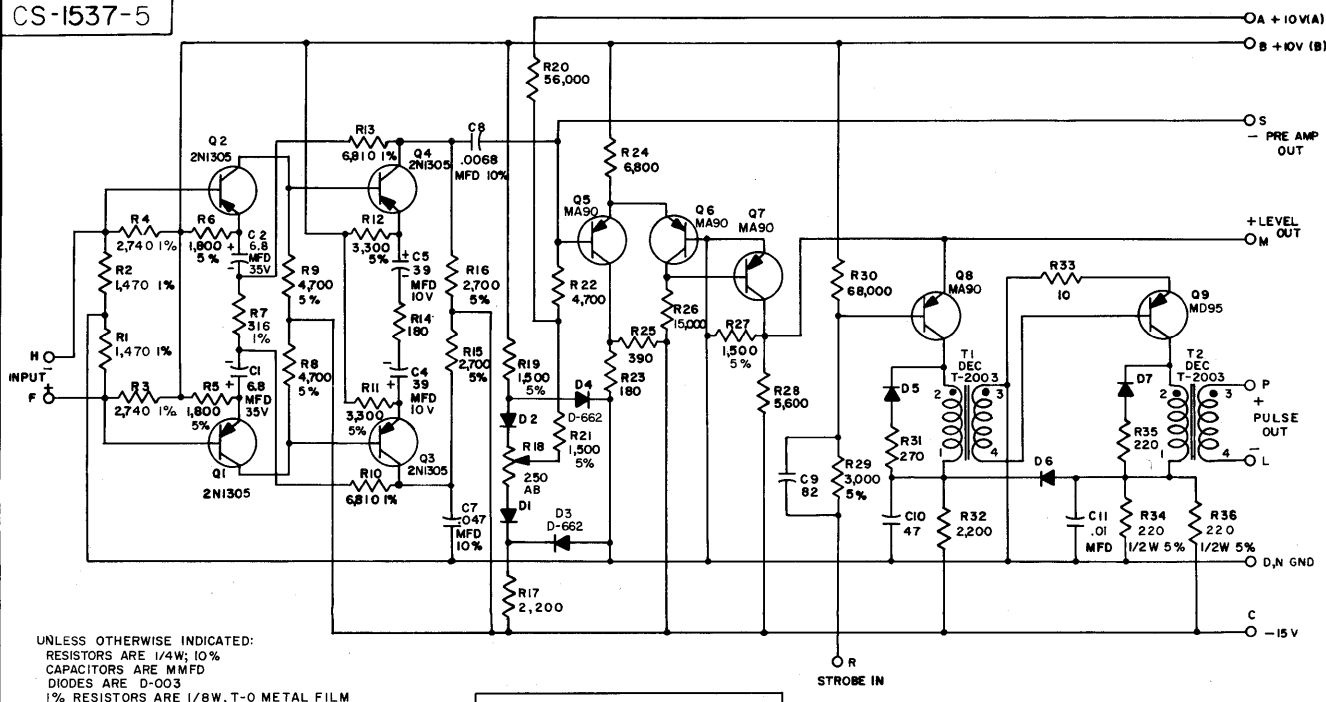 CS-1537-5
A + 10V(A)
B + 10V (B)
R20
56,000
S
- PRE AMP
OUT
Q2
2N1305
R13
6,810 1%
Q4
2N1305
C8
.0068
MFD 10%
R24
6,800
Q5
MA90
Q6
MA90
Q7
MA90
+ LEVEL
OUT
M
R4
2,740 1%
R6
1,800
5%
+
C2
6.8
MFD
35V
-
R12
3,300
5%
+
C5
39
MFD
10V
-
R2
1,470 1%
R9
4,700
5%
R16
2,700
5%
R22
4,700
R26
15,000
R30
68,000
Q8
MA90
R33
10
Q9
MD95
R7
316
1%
R14
180
R1
1,470 1%
R25
390
R27
1,500
5%
H
-
INPUT
+
F
C1
-
+
6.8
MFD
35V
R8
4,700
5%
R15
2,700
5%
C4
-
+
39
MFD
10V
R19
1,500
5%
D4
D-662
R23
180
R28
5,600
T1
DEC
T-2003
2
3
1
4
T2
DEC
T-2003
2
3
1
4
D5
D7
P
+
PULSE
OUT
-
L
R3
2,740 1%
R5
1,800
5%
R11
3,300
5%
D2
R18
250
AB
R21
1,500
5%
R31
270
R35
220
Q1
2N1305
R10
6,810 1%
Q3
2N1305
C9
82
R29
3,000
5%
D6
C7
.047
MFD
10%
D1
D3
D-662
C10
47
R32
2,200
C11
.01
MFD
R34
220
1/2W 5%
R36
220
1/2W 5%
D,N GND
R17
2,200
C
-15V
R
STROBE IN
UNLESS OTHERWISE INDICATED:
RESISTORS ARE 1/4W; 10%
CAPACITORS ARE MMFD
DIODES ARE D-003
1% RESISTORS ARE 1/8W, T-O METAL FILM